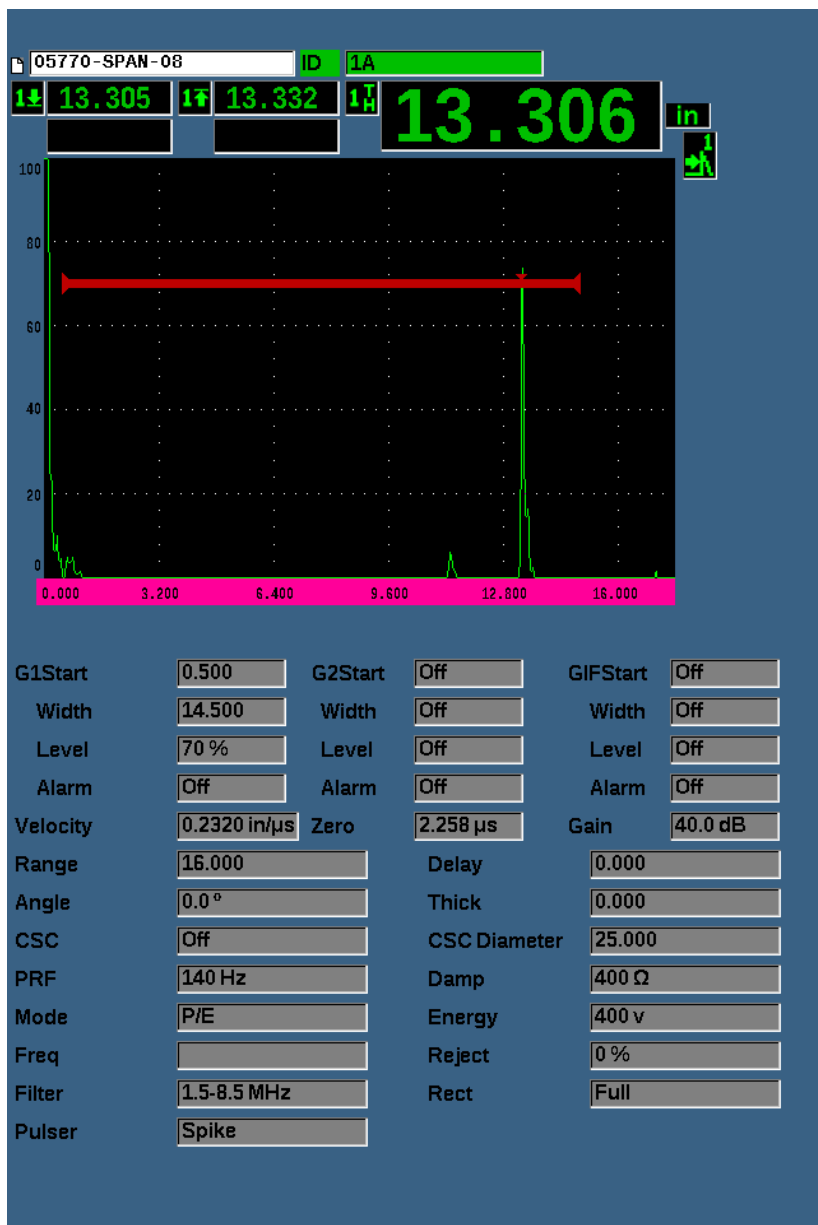 05770-SPAN-08 ID 1A
1 13.305 1 13.332 1 TH 13.306 in
1
100
80
60
40
20
0
0.000 3.200 6.400 9.600 12.800 16.000
G1Start 0.500 G2Start Off GIFStart Off
Width 14.500 Width Off Width Off
Level 70 % Level Off Level Off
Alarm Off Alarm Off Alarm Off
Velocity 0.2320 in/µs Zero 2.258 µs Gain 40.0 dB
Range 16.000 Delay 0.000
Angle 0.0 º Thick 0.000
CSC Off CSC Diameter 25.000
PRF 140 Hz Damp 400 Ω
Mode P/E Energy 400 v
Freq Reject 0 %
Filter 1.5-8.5 MHz Rect Full
Pulser Spike